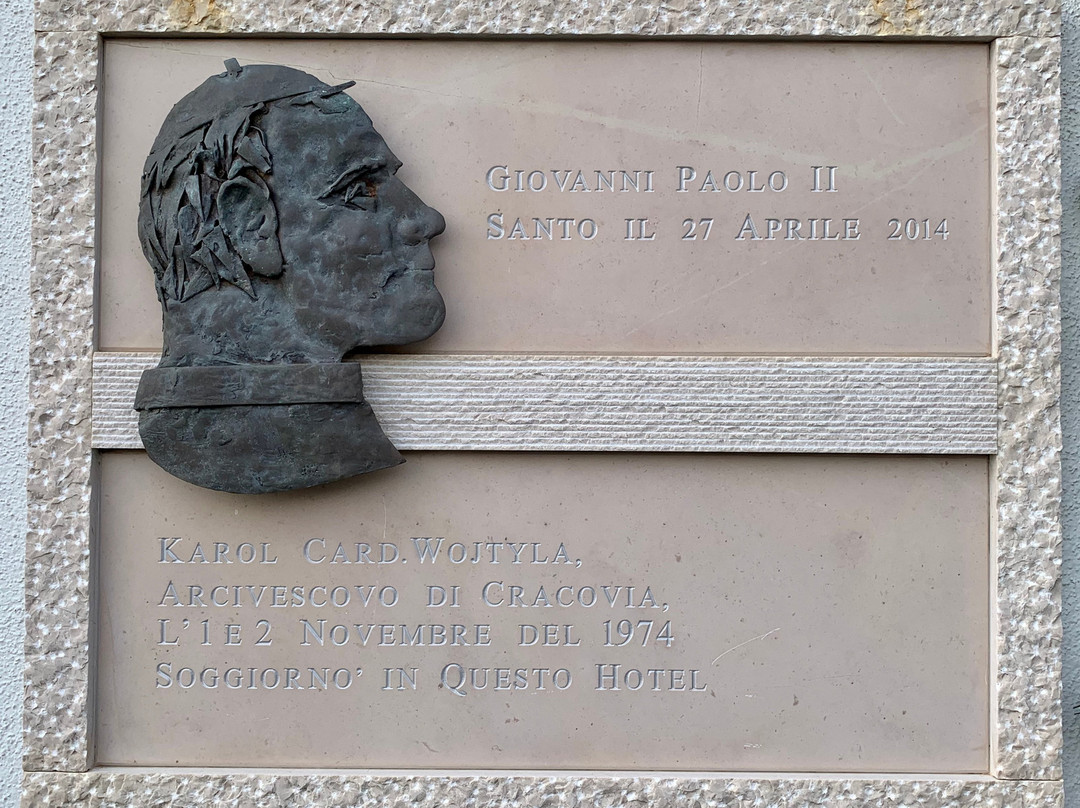 Giovanni Paolo II
Santo il 27 Aprile 2014
Karol Card. Wojtyla,
Arcivescovo di Cracovia,
l'1 e 2 Novembre del 1974
Soggiorno' in Questo Hotel